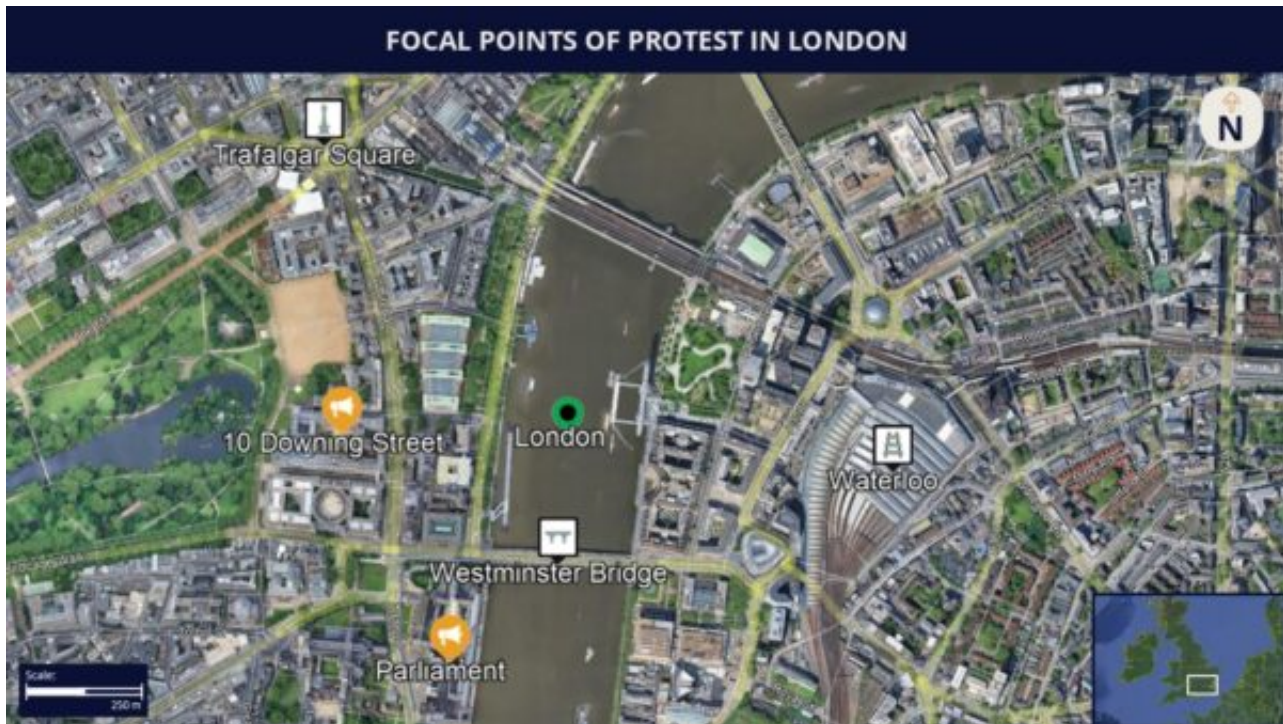 FOCAL POINTS OF PROTEST IN LONDON
N
Trafalgar Square
10 Downing Street
London
Waterloo
Westminster Bridge
Parliament
Scale:
250 m